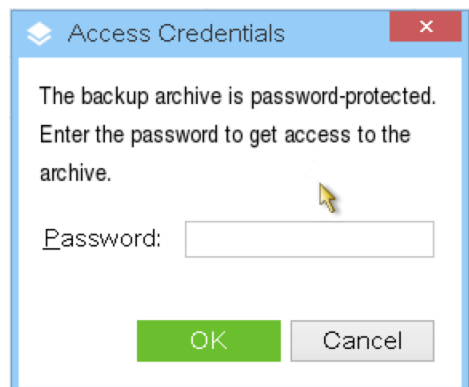 Access Credentials
The backup archive is password-protected.
Enter the password to get access to the
archive.
Password:
OK Cancel